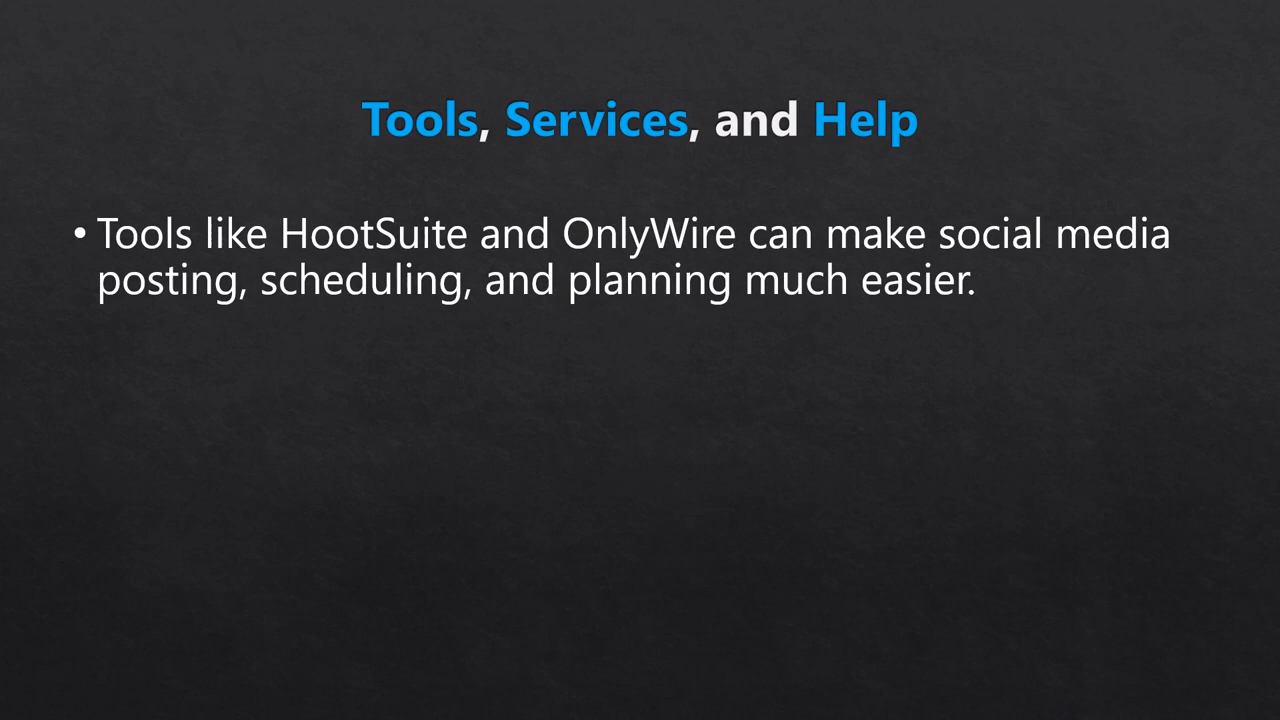 Tools, Services, and Help
• Tools like HootSuite and OnlyWire can make social media
posting, scheduling, and planning much easier.